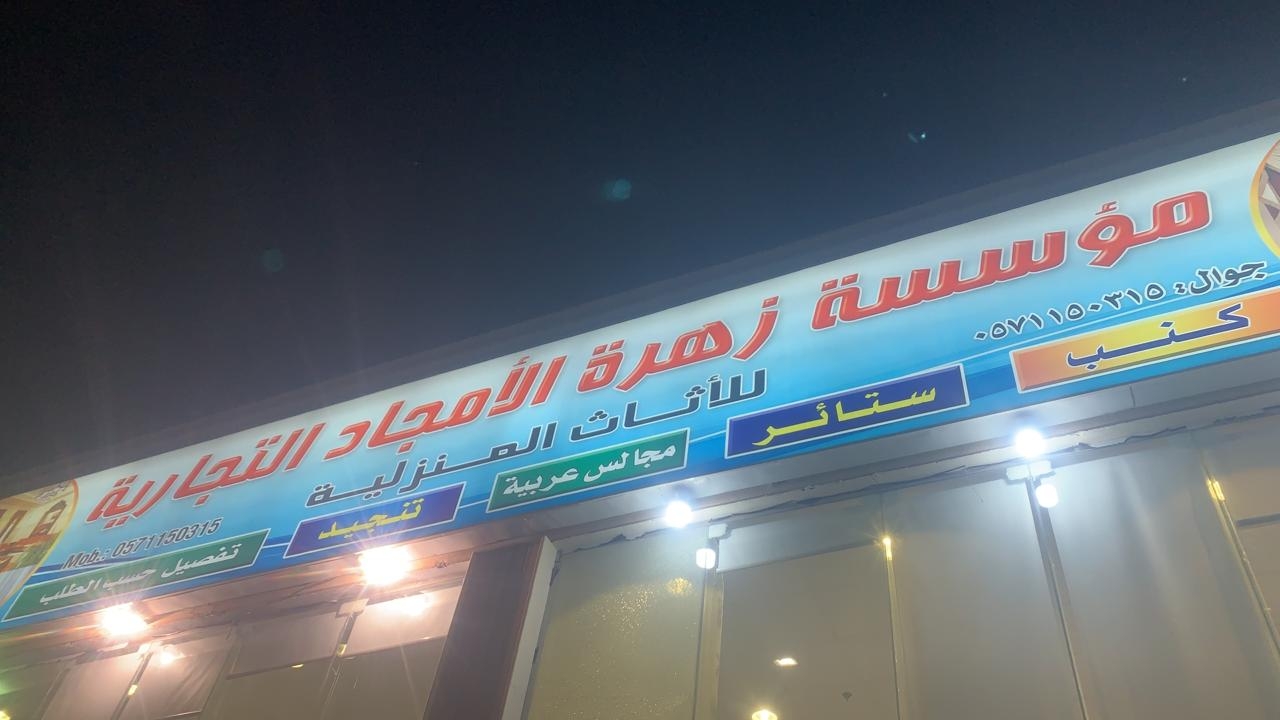 مؤسسة زهرة الأمجاد التجارية
للأثاث المنزلية
جوال: ٠٥٧١١٥٠٣١٥
Mob.: 0571150315
كنب
ستائر
مجالس عربية
تنجيد
تفصيل حسب الطلب